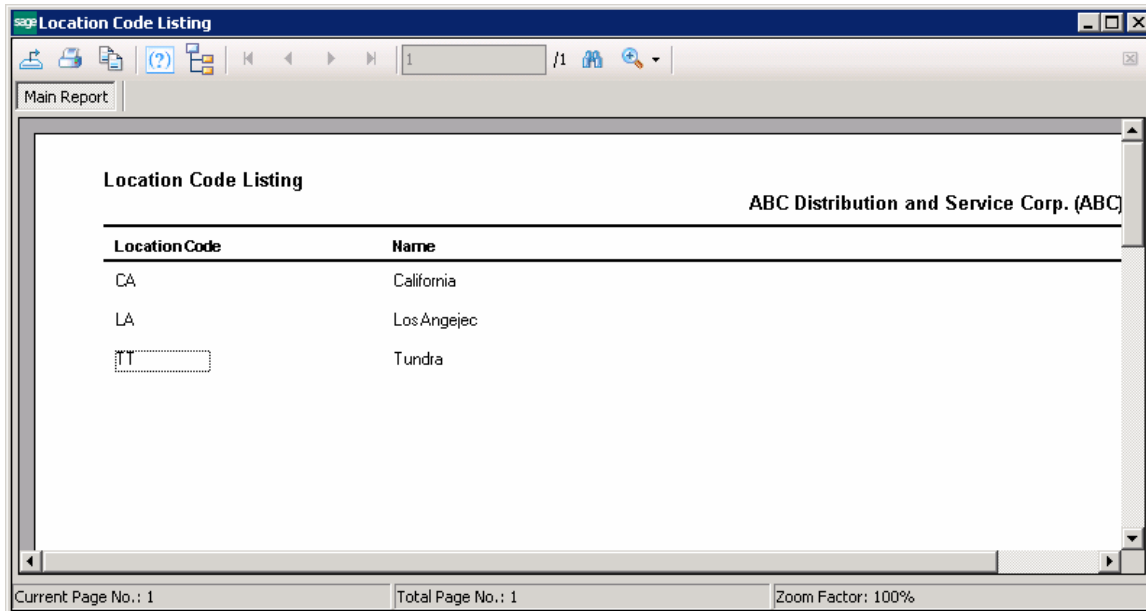 sage Location Code Listing
1 /1
Main Report
Location Code Listing
ABC Distribution and Service Corp. (ABC)
Location Code Name
CA California
LA Los Angejec
TT Tundra
Current Page No.: 1 Total Page No.: 1 Zoom Factor: 100%